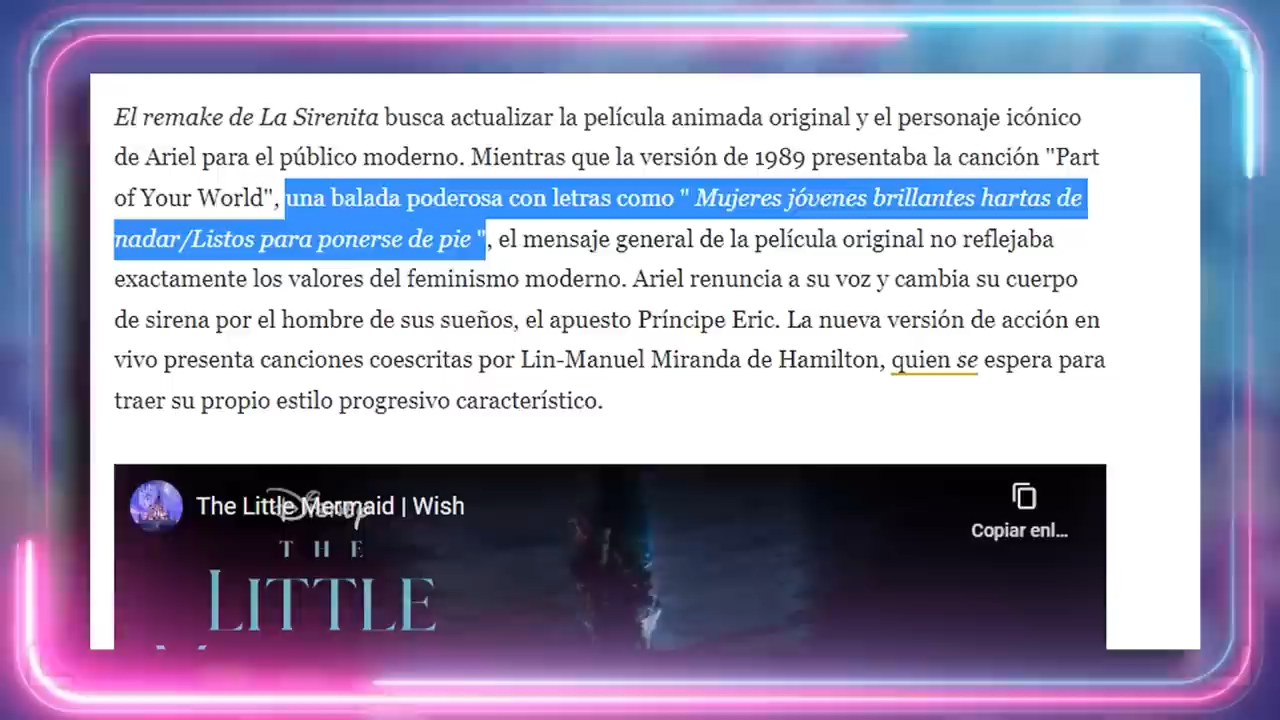 El remake de La Sirenita busca actualizar la película animada original y el personaje icónico
de Ariel para el público moderno. Mientras que la versión de 1989 presentaba la canción "Part
of Your World", una balada poderosa con letras como " Mujeres jóvenes brillantes hartas de
nadar/Listos para ponerse de pie ", el mensaje general de la película original no reflejaba
exactamente los valores del feminismo moderno. Ariel renuncia a su voz y cambia su cuerpo
de sirena por el hombre de sus sueños, el apuesto Príncipe Eric. La nueva versión de acción en
vivo presenta canciones coescritas por Lin-Manuel Miranda de Hamilton, quien se espera para
traer su propio estilo progresivo característico.
The Little Mermaid | Wish
Copiar enl...
Disney
THE
LITTLE